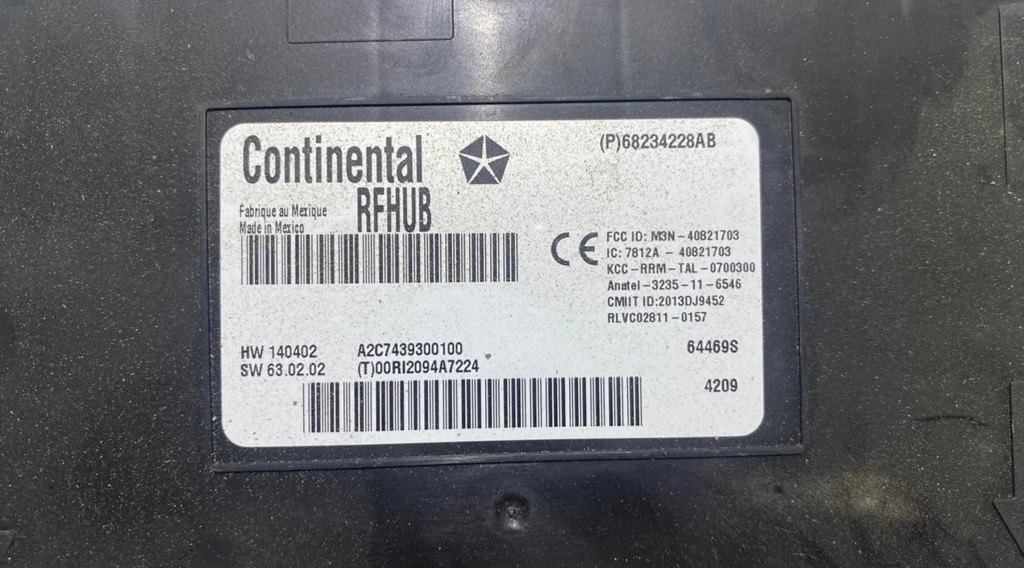 Continental
(P)68234228AB
Fabrique au Mexique
Made in Mexico
RFHUB
CE
FCC ID: M3N-40821703
IC: 7812A - 40821703
KCC-RRM-TAL-0700300
Anatel-3235-11-6546
CMIIT ID:2013DJ9452
RLVC02811-0157
HW 140402 A2C7439300100 64469S
SW 63.02.02 (T)00RI2094A7224
4209